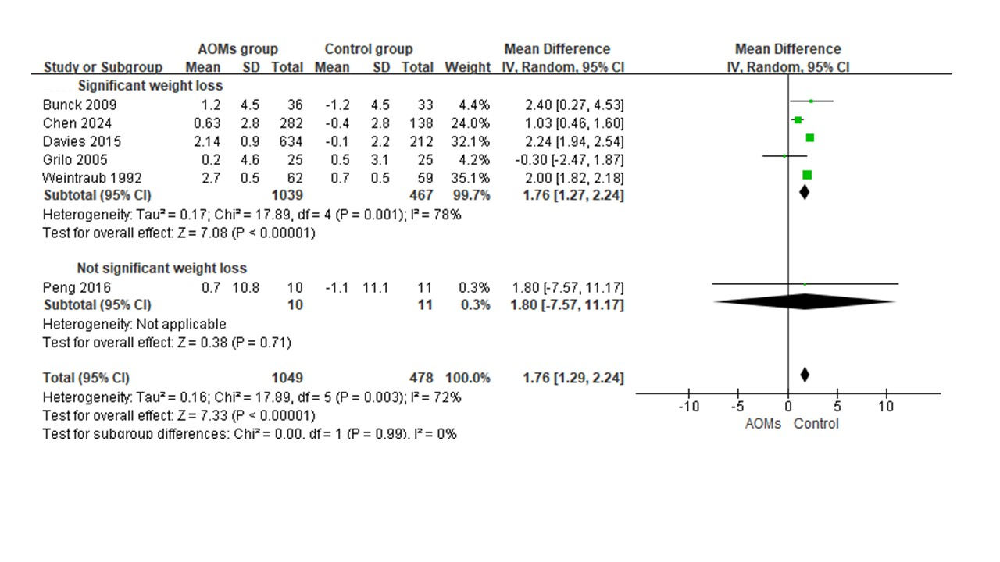 AOMs group Control group Mean Difference Mean Difference
Study or Subgroup Mean SD Total Mean SD Total Weight IV, Random, 95% CI IV, Random, 95% CI
Significant weight loss
Bunck 2009 1.2 4.5 36 -1.2 4.5 33 4.4% 2.40 [0.27, 4.53]
Chen 2024 0.63 2.8 282 -0.4 2.8 138 24.0% 1.03 [0.46, 1.60]
Davies 2015 2.14 0.9 634 -0.1 2.2 212 32.1% 2.24 [1.94, 2.54]
Grilo 2005 0.2 4.6 25 0.5 3.1 25 4.2% -0.30 [-2.47, 1.87]
Weintraub 1992 2.7 0.5 62 0.7 0.5 59 35.1% 2.00 [1.82, 2.18]
Subtotal (95% CI) 1039 467 99.7% 1.76 [1.27, 2.24]
Heterogeneity: Tau² = 0.17; Chi² = 17.89, df = 4 (P = 0.001); I² = 78%
Test for overall effect: Z = 7.08 (P < 0.00001)
Not significant weight loss
Peng 2016 0.7 10.8 10 -1.1 11.1 11 0.3% 1.80 [-7.57, 11.17]
Subtotal (95% CI) 10 11 0.3% 1.80 [-7.57, 11.17]
Heterogeneity: Not applicable
Test for overall effect: Z = 0.38 (P = 0.71)
Total (95% CI) 1049 478 100.0% 1.76 [1.29, 2.24]
Heterogeneity: Tau² = 0.16; Chi² = 17.89, df = 5 (P = 0.003); I² = 72%
Test for overall effect: Z = 7.33 (P < 0.00001)
Test for subgroup differences: Chi² = 0.00, df = 1 (P = 0.99), I² = 0%
-10 -5 0 5 10
AOMs Control